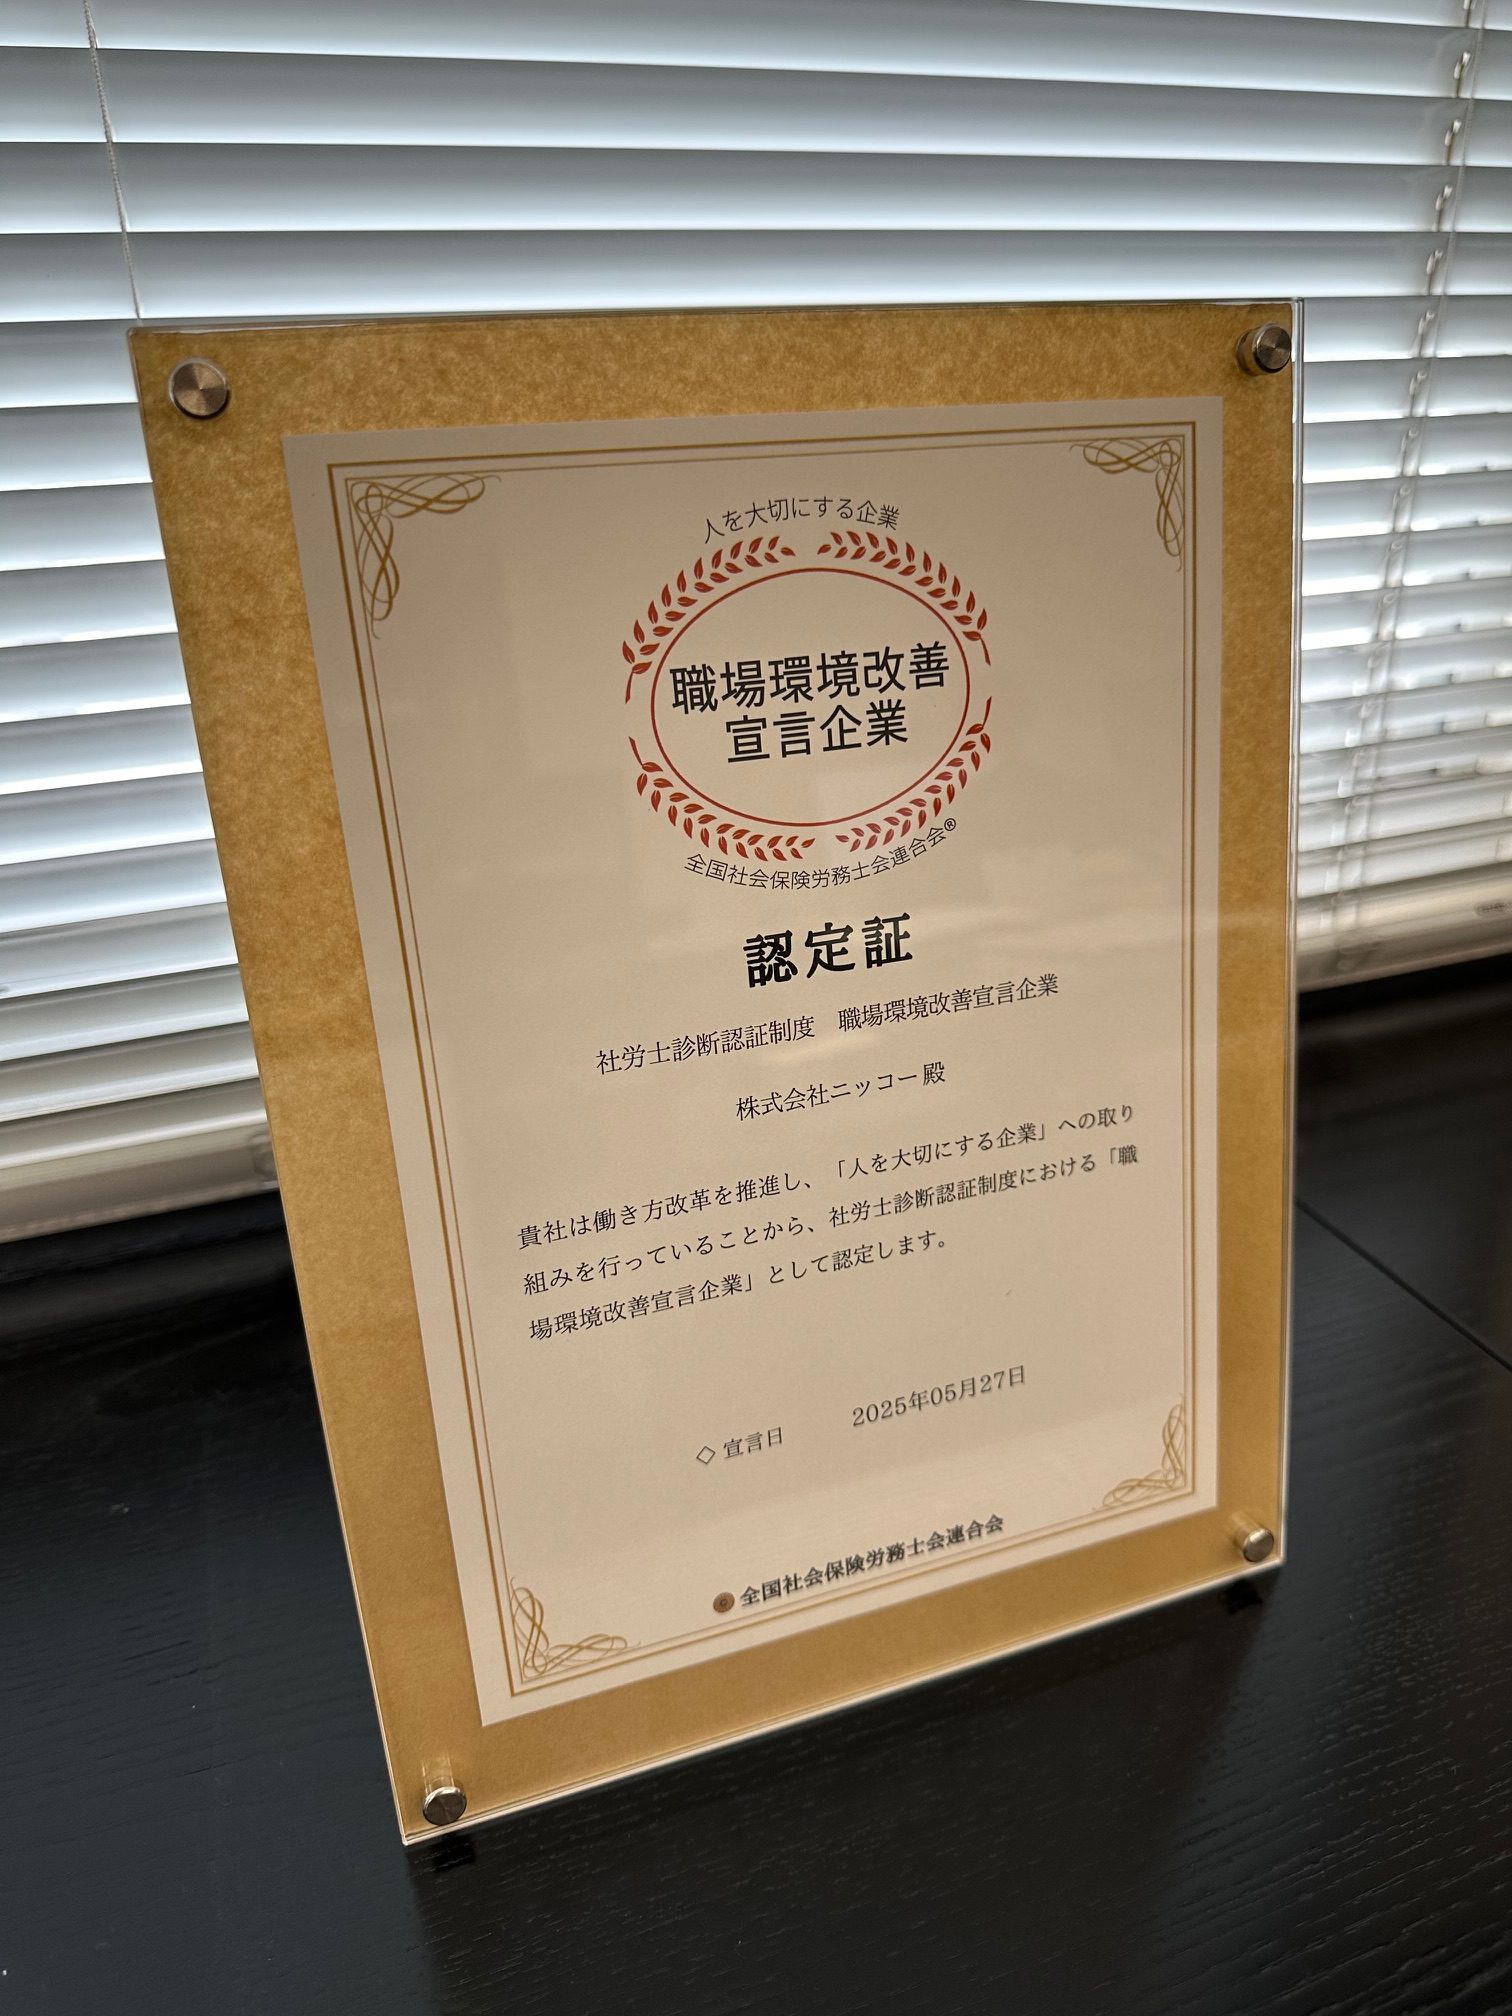 人を大切にする企業
職場環境改善
宣言企業
全国社会保険労務士会連合会®
認定証
社労士診断認証制度　職場環境改善宣言企業
株式会社ニッコー 殿
貴社は働き方改革を推進し、「人を大切にする企業」への取り
組みを行っていることから、社労士診断認証制度における「職
場環境改善宣言企業」として認定します。
◇ 宣言日　2025年05月27日
全国社会保険労務士会連合会